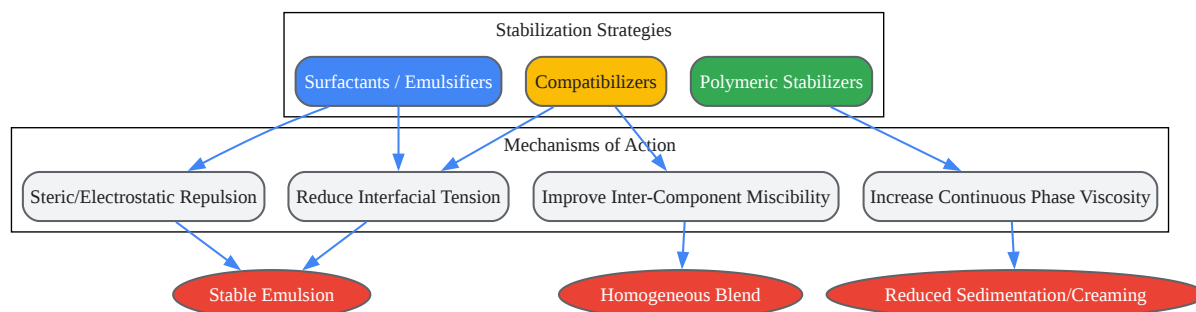 Stabilization Strategies
Surfactants / Emulsifiers
Compatibilizers
Polymeric Stabilizers
Mechanisms of Action
Steric/Electrostatic Repulsion
Reduce Interfacial Tension
Improve Inter-Component Miscibility
Increase Continuous Phase Viscosity
Stable Emulsion
Homogeneous Blend
Reduced Sedimentation/Creaming